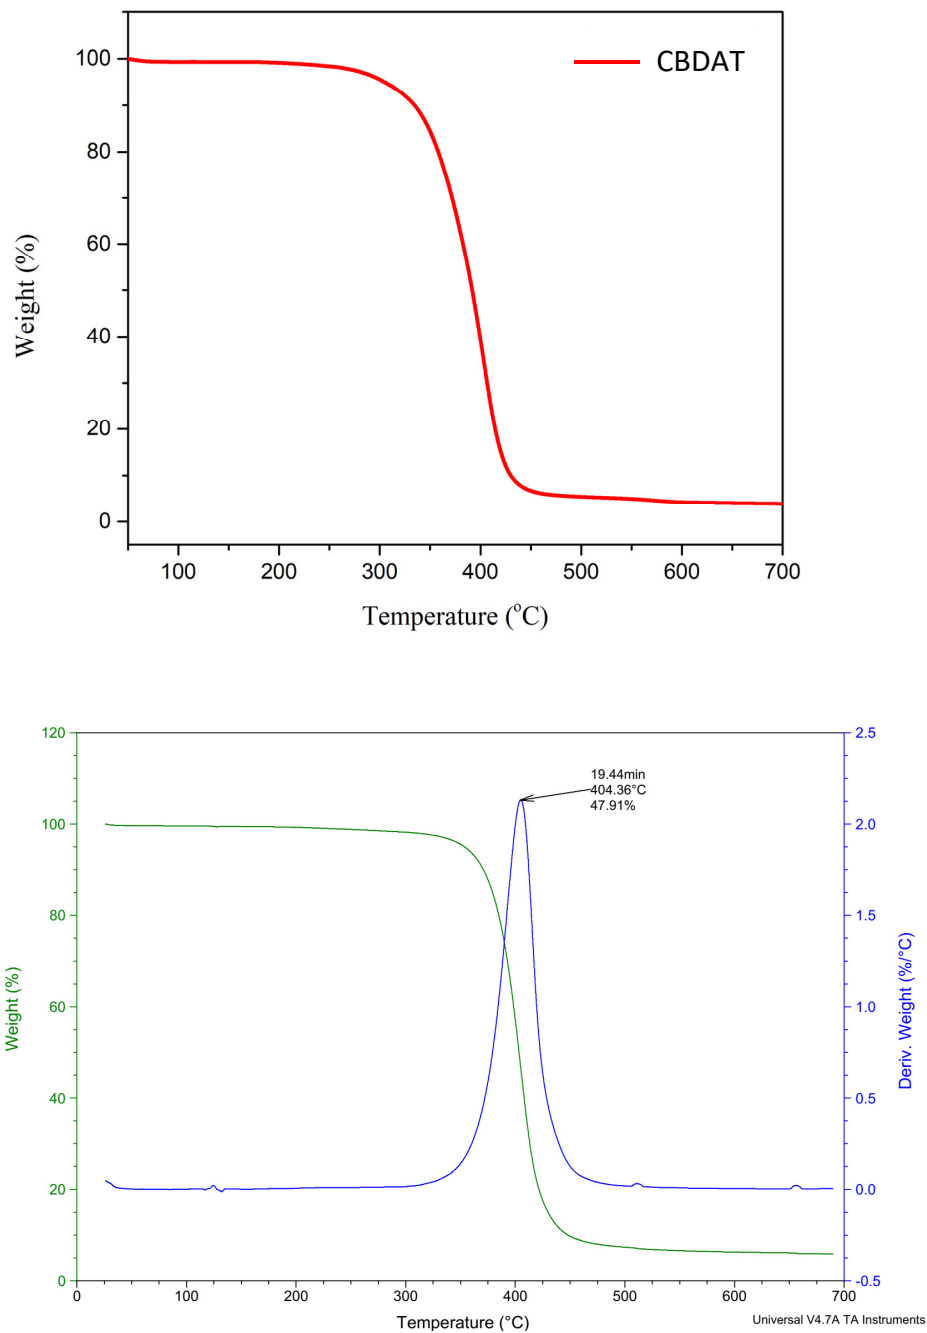 CBDAT
100
80
60
40
20
0
Weight (%)
100 200 300 400 500 600 700
Temperature (°C)
120
100
80
60
40
20
0
Weight (%)
19.44min
404.36°C
47.91%
2.5
2.0
1.5
1.0
0.5
0.0
-0.5
Deriv. Weight (%/°C)
0 100 200 300 400 500 600 700
Temperature (°C)
Universal V4.7A TA Instruments